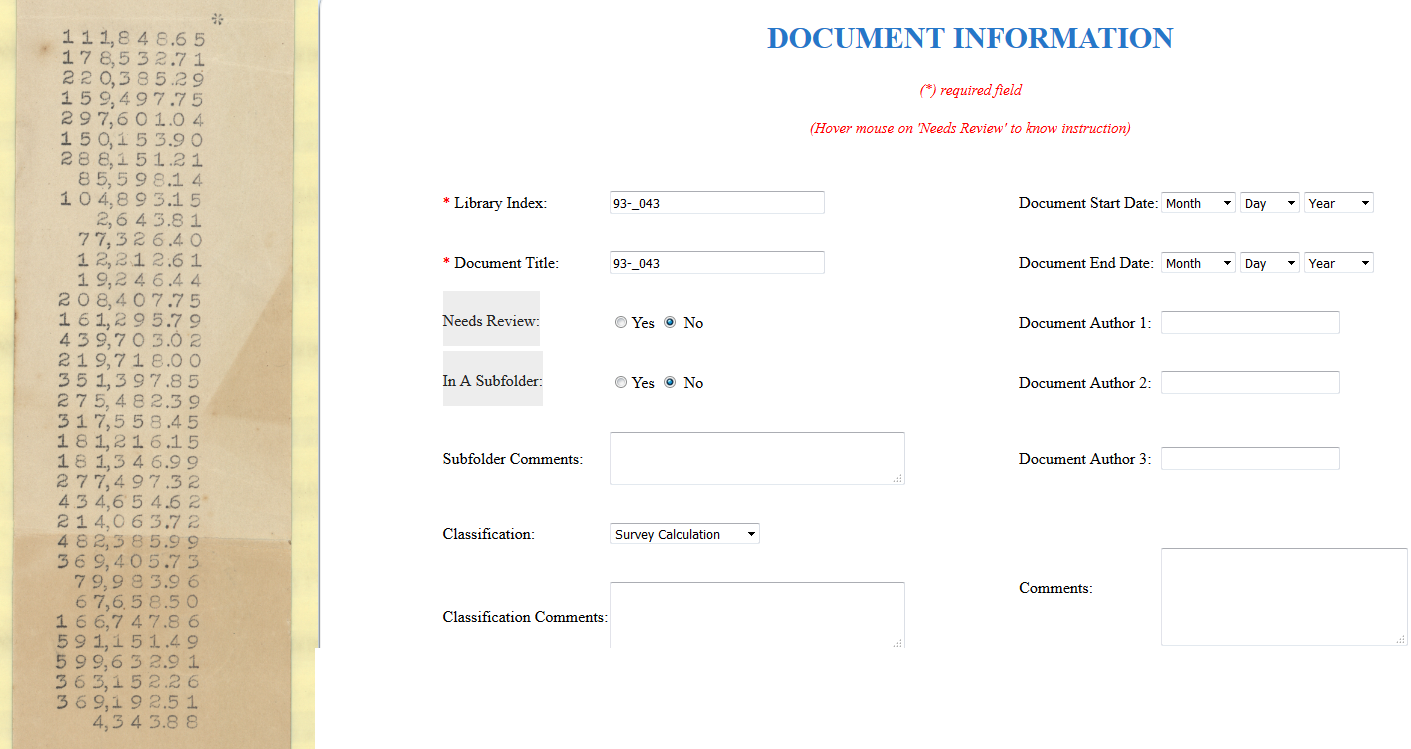 *
111,848.65
178,532.71
220,385.29
159,497.75
297,601.04
150,153.90
288,151.21
85,598.14
104,893.15
2,643.81
77,326.40
12,212.61
19,246.44
208,407.75
161,295.79
439,703.02
219,718.00
351,397.85
275,482.39
317,558.45
181,216.15
181,346.99
277,497.32
434,654.62
214,063.72
482,385.99
369,405.73
79,983.96
67,658.50
166,747.86
591,151.49
599,632.91
363,152.26
369,192.51
4,343.88
DOCUMENT INFORMATION
(*) required field
(Hover mouse on 'Needs Review' to know instruction)
* Library Index: 93-_043
Document Start Date: Month Day Year
* Document Title: 93-_043
Document End Date: Month Day Year
Needs Review: Yes No
Document Author 1:
In A Subfolder: Yes No
Document Author 2:
Subfolder Comments:
Document Author 3:
Classification: Survey Calculation
Comments:
Classification Comments: